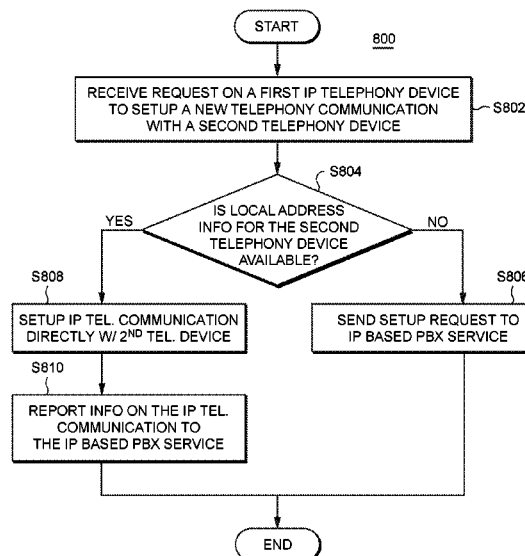 START
800
RECEIVE REQUEST ON A FIRST IP TELEPHONY DEVICE
TO SETUP A NEW TELEPHONY COMMUNICATION
WITH A SECOND TELEPHONY DEVICE
S802
S804
IS LOCAL ADDRESS
INFO FOR THE SECOND
TELEPHONY DEVICE
AVAILABLE?
YES
NO
S808
SETUP IP TEL. COMMUNICATION
DIRECTLY W/ 2ND TEL. DEVICE
S806
SEND SETUP REQUEST TO
IP BASED PBX SERVICE
S810
REPORT INFO ON THE IP TEL.
COMMUNICATION TO
THE IP BASED PBX SERVICE
END